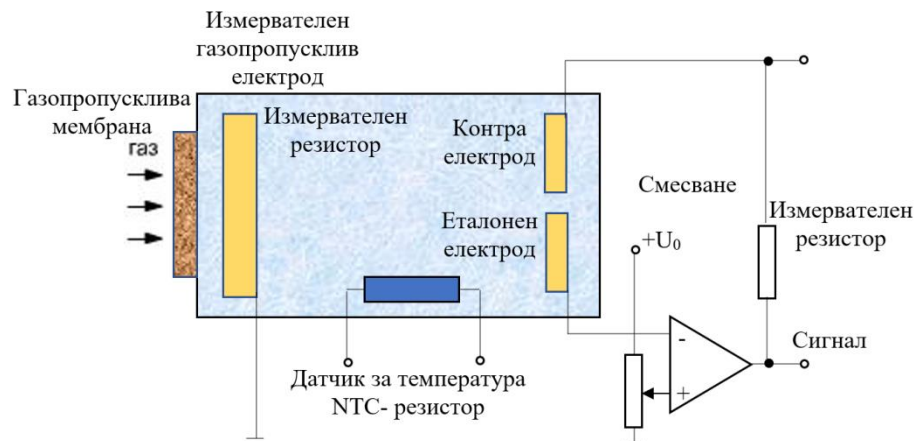 Измервателен
газопропусклив
електрод
Газопропусклива
мембрана
газ
Измервателен
резистор
Контра
електрод
Еталонен
електрод
Смесване
+U₀
Измервателен
резистор
-
+
Сигнал
Датчик за температура
NTC- резистор